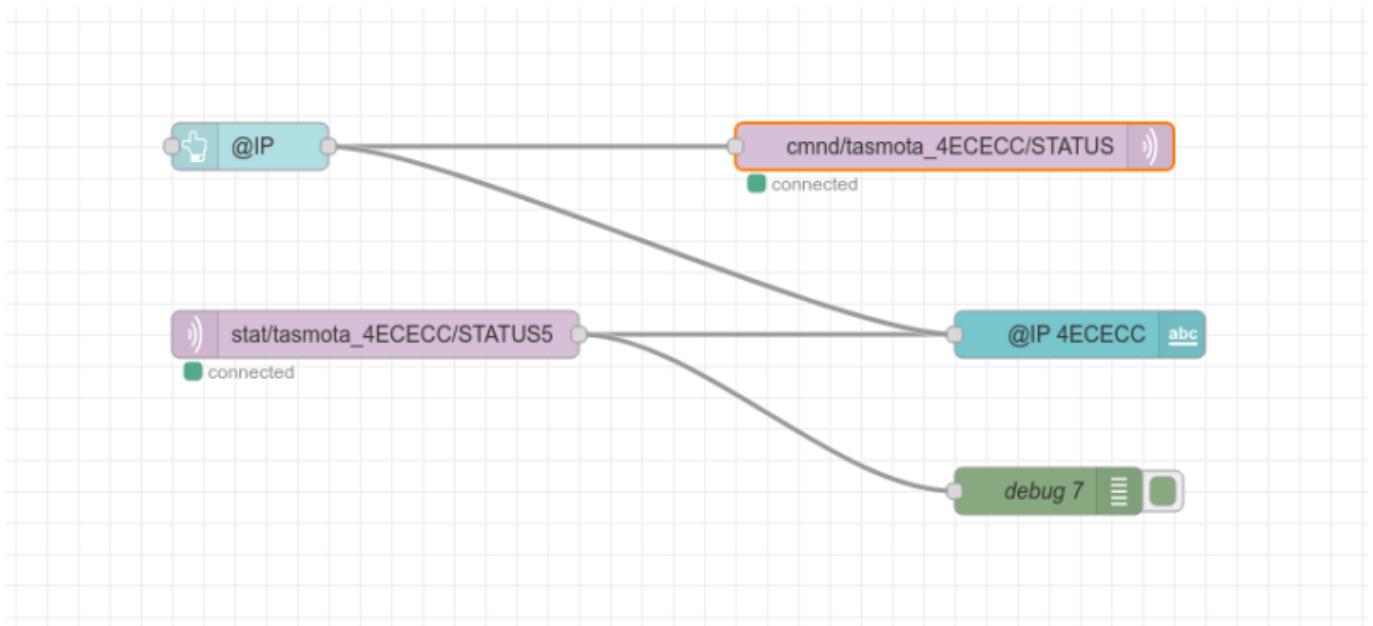 @IP
cmnd/tasmota_4ECECC/STATUS
connected
stat/tasmota_4ECECC/STATUS5
connected
@IP 4ECECC
abc
debug 7